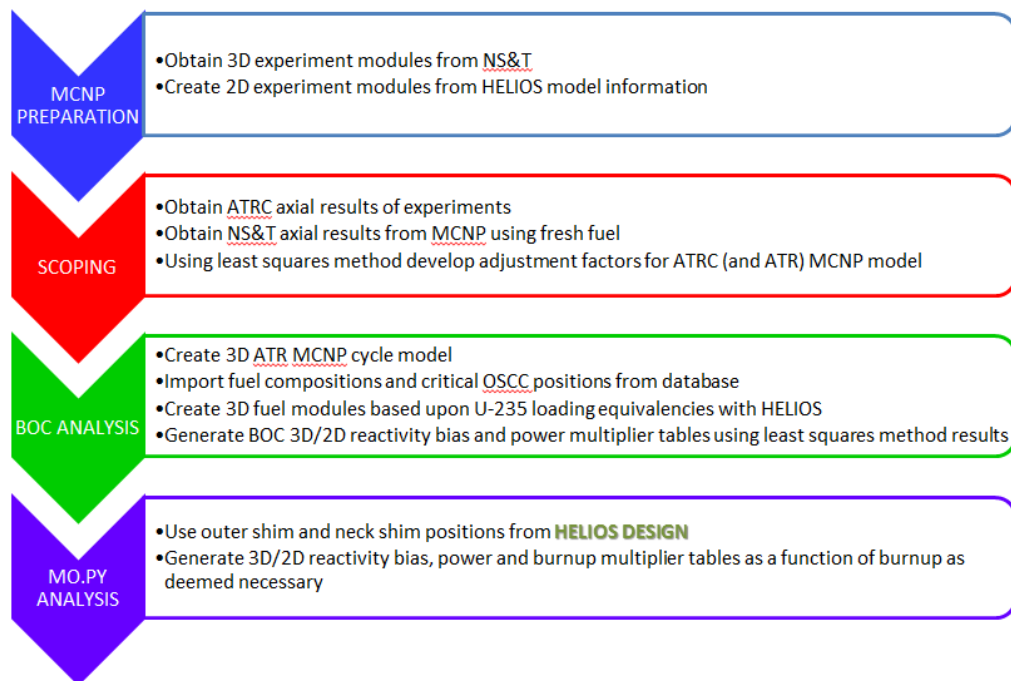 MCNP
PREPARATION
•Obtain 3D experiment modules from NS&T
•Create 2D experiment modules from HELIOS model information
SCOPING
•Obtain ATRC axial results of experiments
•Obtain NS&T axial results from MCNP using fresh fuel
•Using least squares method develop adjustment factors for ATRC (and ATR) MCNP model
BOC ANALYSIS
•Create 3D ATR MCNP cycle model
•Import fuel compositions and critical OSCC positions from database
•Create 3D fuel modules based upon U-235 loading equivalencies with HELIOS
•Generate BOC 3D/2D reactivity bias and power multiplier tables using least squares method results
MO.PY
ANALYSIS
•Use outer shim and neck shim positions from HELIOS DESIGN
•Generate 3D/2D reactivity bias, power and burnup multiplier tables as a function of burnup as
deemed necessary